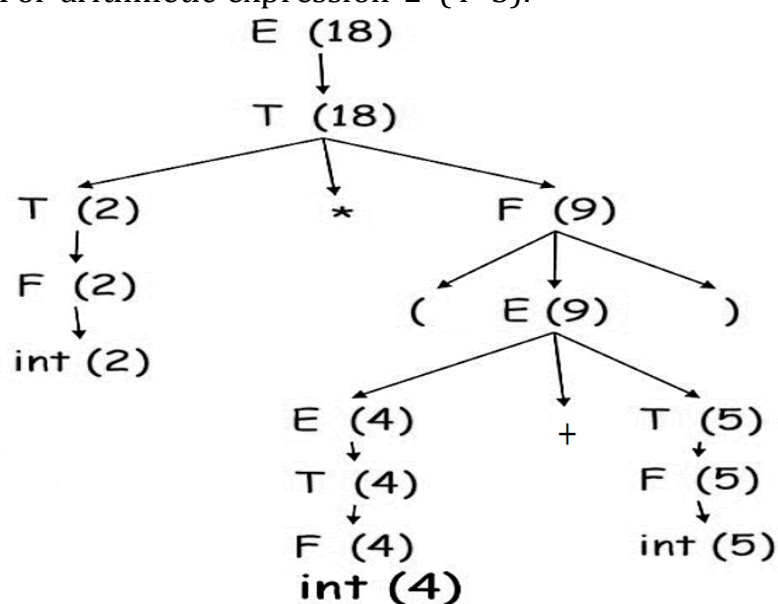 For arithmetic expression 2*(4+5):
E (18)
T (18)
T (2) * F (9)
F (2) ( E (9) )
int (2)
E (4) + T (5)
T (4) F (5)
F (4) int (5)
int (4)